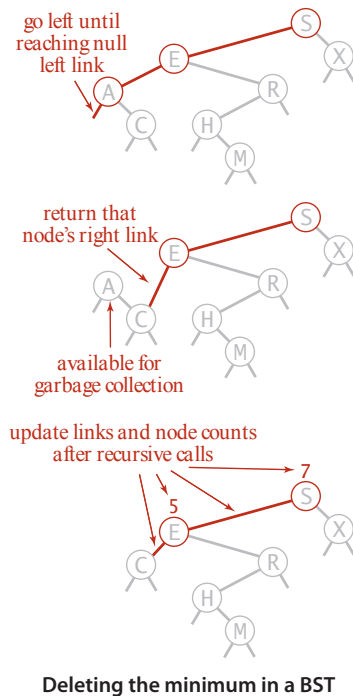 go left until
reaching null
left link
S
E
X
A
R
C
H
M
return that
node's right link
S
E
X
A
R
C
H
M
available for
garbage collection
update links and node counts
after recursive calls
7
5
S
E
X
C
R
H
M
Deleting the minimum in a BST